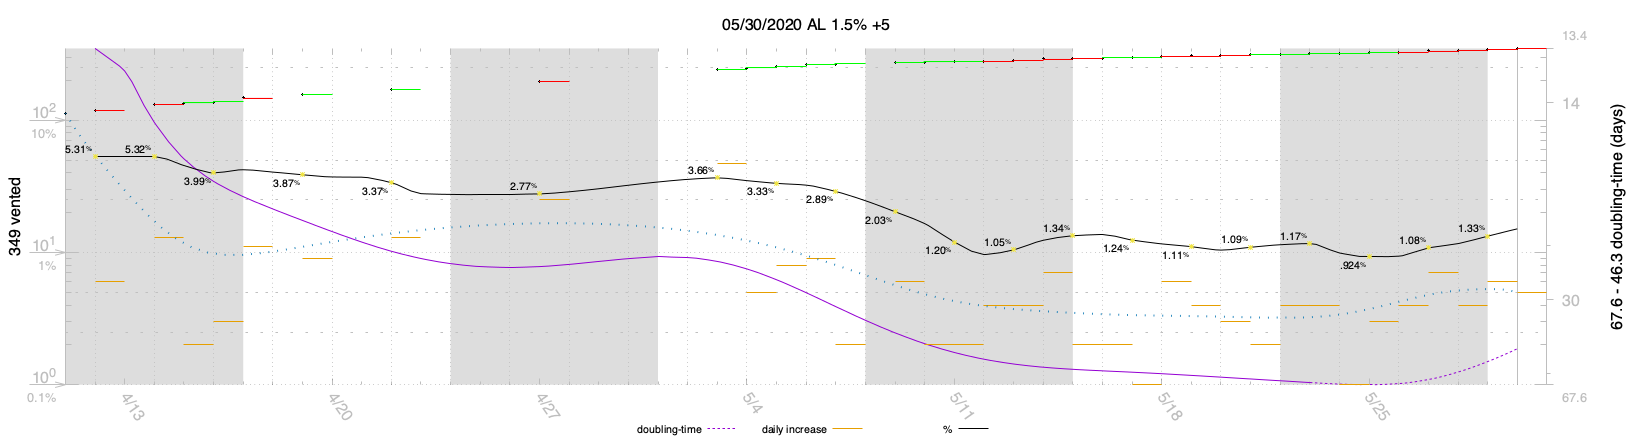 05/30/2020 AL 1.5% +5
13.4
10² 14
10%
5.31% 5.32%
3.99% 3.87% 3.37% 2.77% 3.66% 3.33% 2.89%
2.03% 1.20% 1.05% 1.34% 1.24% 1.11% 1.09% 1.17% .924% 1.08% 1.33%
349 vented
67.6 - 46.3 doubling-time (days)
10¹
1%
30
10⁰
0.1% 67.6
4/13 4/20 4/27 5/4 5/11 5/18 5/25
doubling-time daily increase %